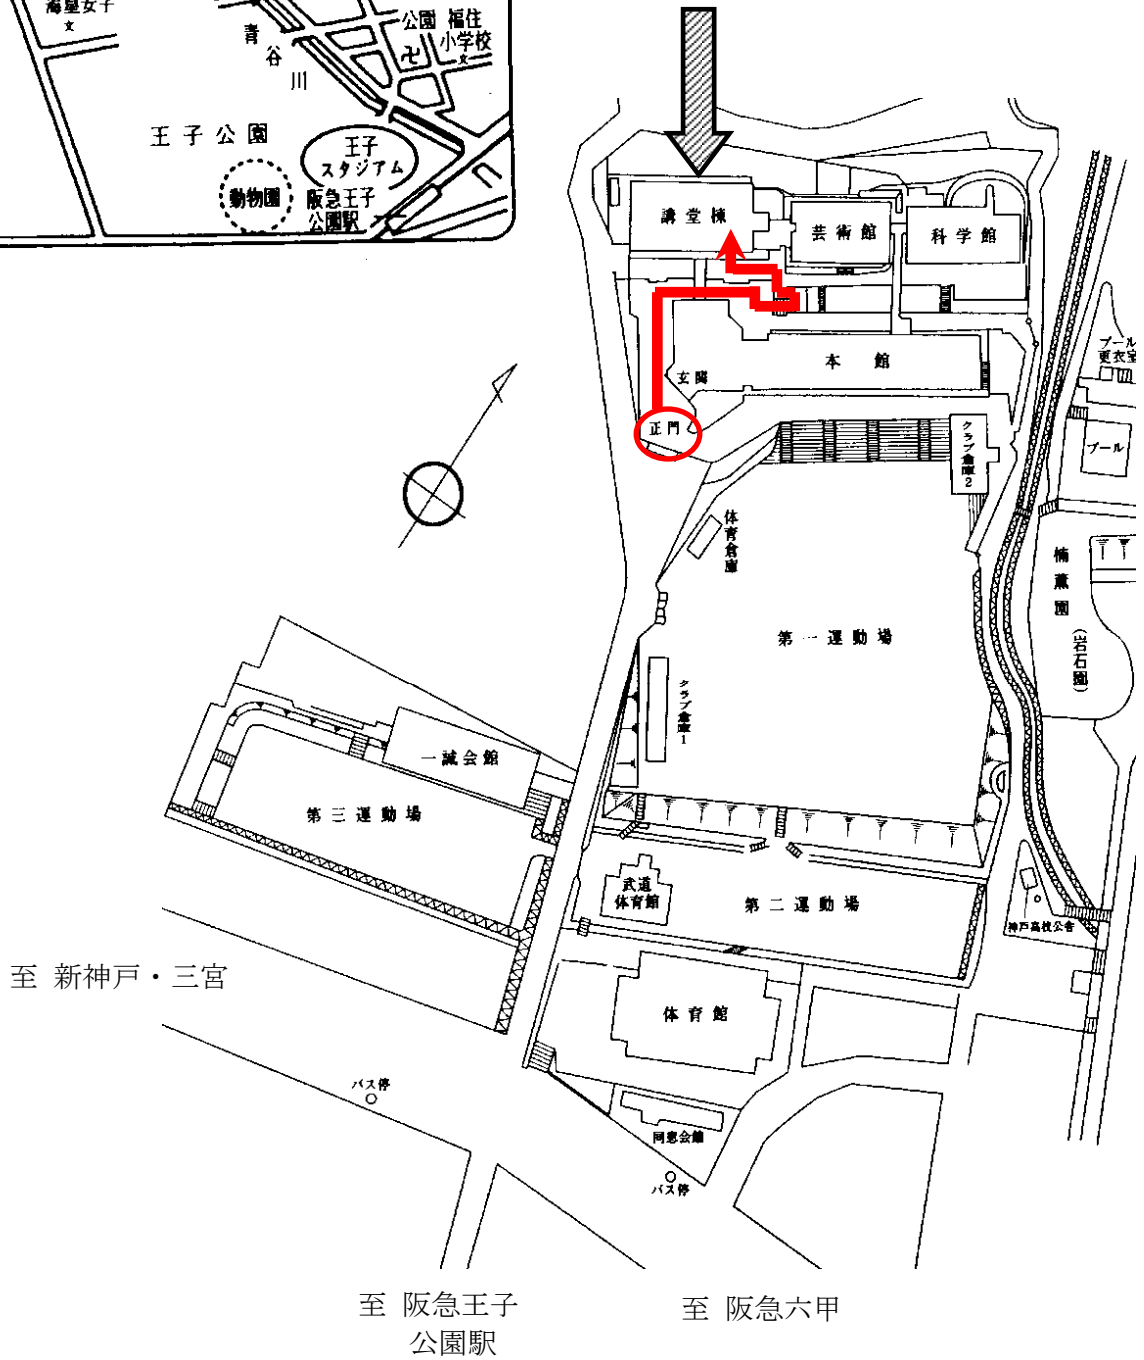 海星女子
文
青谷川
公園 福住
小学校
文
卍
王子公園
王子
スタジアム
動物園
阪急王子
公園駅
講堂棟
芸術館
科学館
本館
玄関
正門
プール
更衣室
プール
クラブ倉庫2
体育倉庫
楠薫園
(岩石園)
第一運動場
クラブ倉庫1
一誠会館
第三運動場
武道
体育館
第二運動場
神戸高校公舎
至 新神戸・三宮
体育館
バス停
同窓会館
バス停
至 阪急王子
公園駅
至 阪急六甲